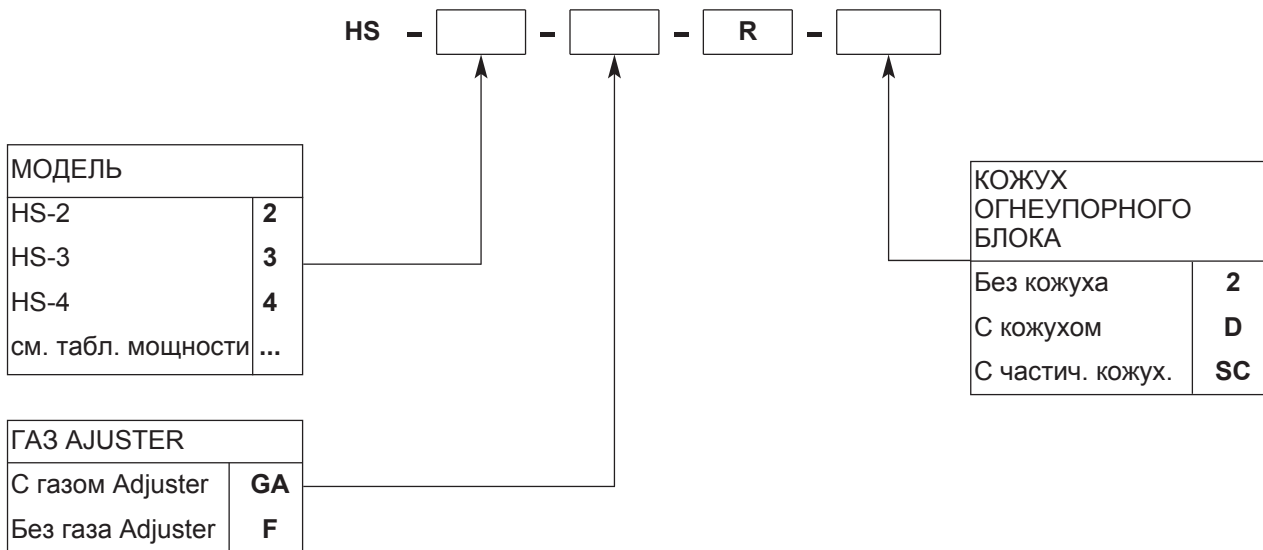 HS - - - R -
МОДЕЛЬ
HS-2 2
HS-3 3
HS-4 4
см. табл. мощности ...
КОЖУХ
ОГНЕУПОРНОГО
БЛОКА
Без кожуха 2
С кожухом D
С частич. кожух. SC
ГАЗ AJUSTER
С газом Adjuster GA
Без газа Adjuster F